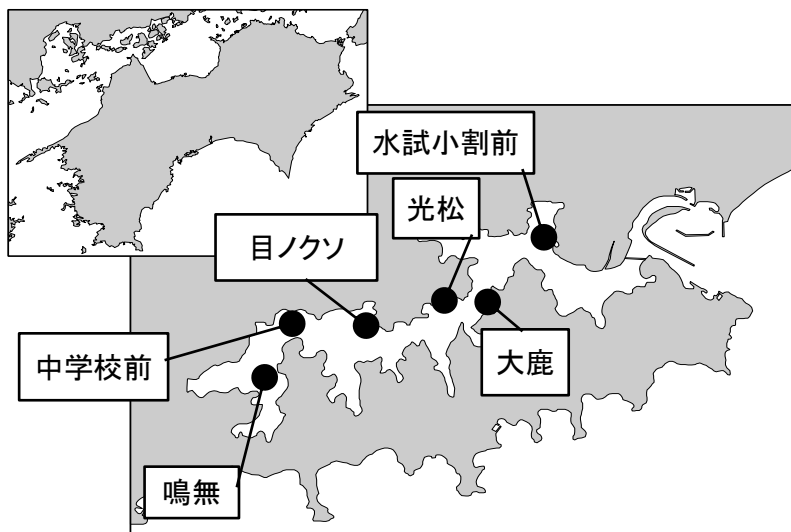 水試小割前
光松
目ノクソ
中学校前
大鹿
鳴無